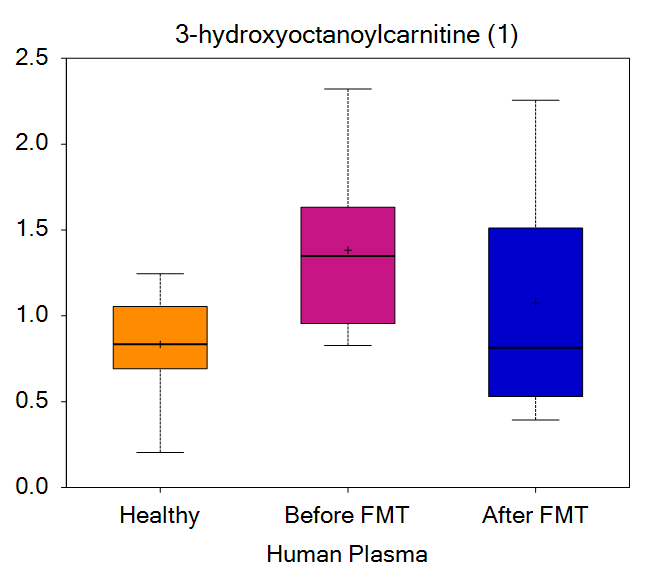 3-hydroxyoctanoylcarnitine (1)
2.5
2.0
1.5
1.0
0.5
0.0
Healthy Before FMT After FMT
Human Plasma